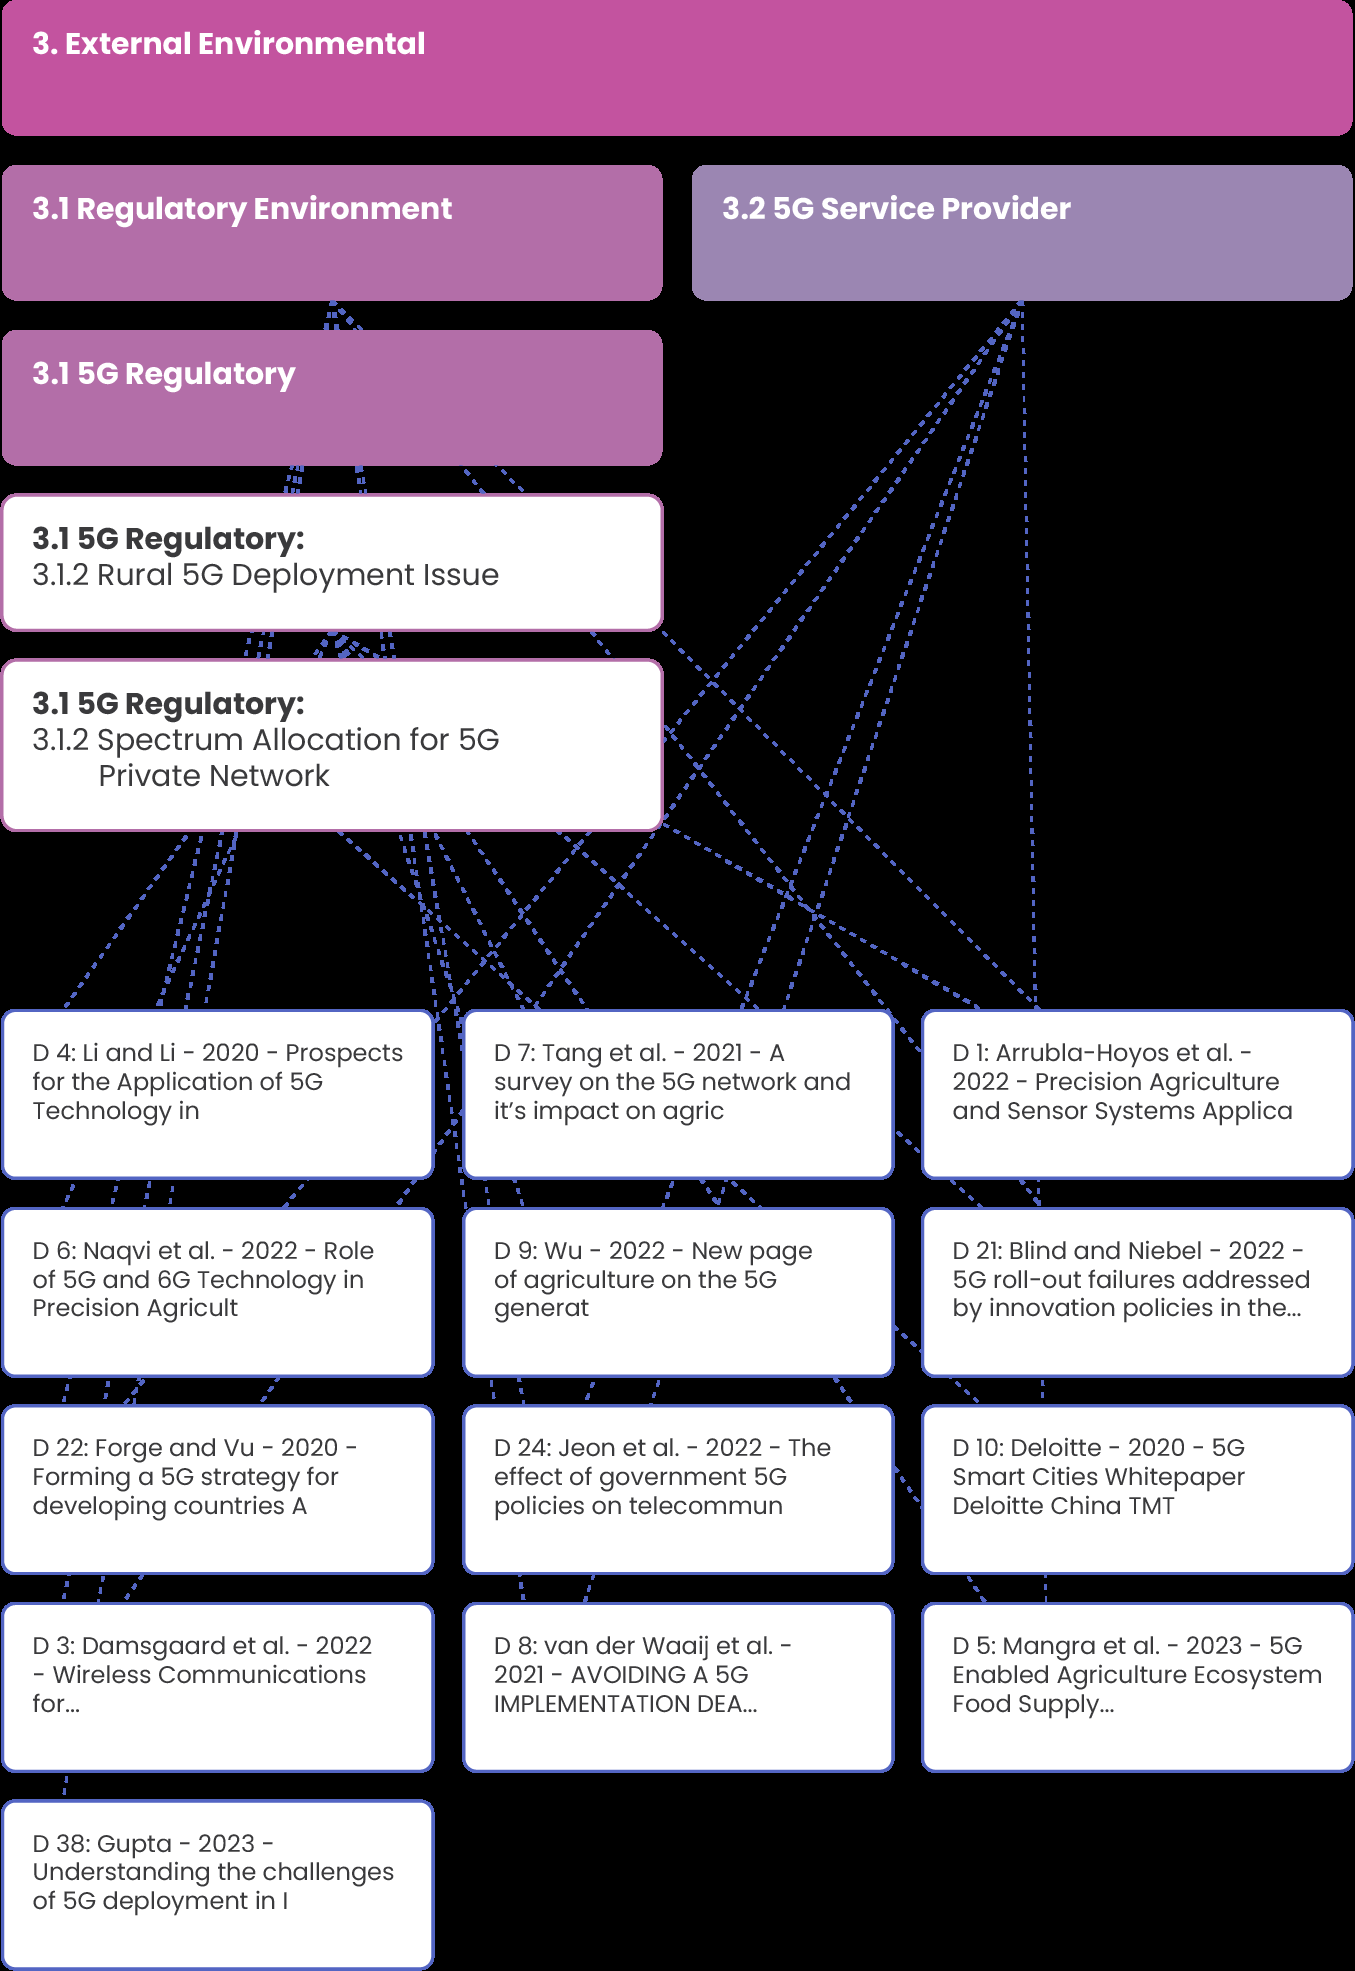 3. External Environmental
3.1 Regulatory Environment
3.2 5G Service Provider
3.1 5G Regulatory
3.1 5G Regulatory:
3.1.2 Rural 5G Deployment Issue
3.1 5G Regulatory:
3.1.2 Spectrum Allocation for 5G
Private Network
D 4: Li and Li - 2020 - Prospects
for the Application of 5G
Technology in
D 7: Tang et al. - 2021 - A
survey on the 5G network and
it’s impact on agric
D 1: Arrubla-Hoyos et al. -
2022 - Precision Agriculture
and Sensor Systems Applica
D 6: Naqvi et al. - 2022 - Role
of 5G and 6G Technology in
Precision Agricult
D 9: Wu - 2022 - New page
of agriculture on the 5G
generat
D 21: Blind and Niebel - 2022 -
5G roll-out failures addressed
by innovation policies in the...
D 22: Forge and Vu - 2020 -
Forming a 5G strategy for
developing countries A
D 24: Jeon et al. - 2022 - The
effect of government 5G
policies on telecommun
D 10: Deloitte - 2020 - 5G
Smart Cities Whitepaper
Deloitte China TMT
D 3: Damsgaard et al. - 2022
- Wireless Communications
for...
D 8: van der Waaij et al. -
2021 - AVOIDING A 5G
IMPLEMENTATION DEA...
D 5: Mangra et al. - 2023 - 5G
Enabled Agriculture Ecosystem
Food Supply...
D 38: Gupta - 2023 -
Understanding the challenges
of 5G deployment in I